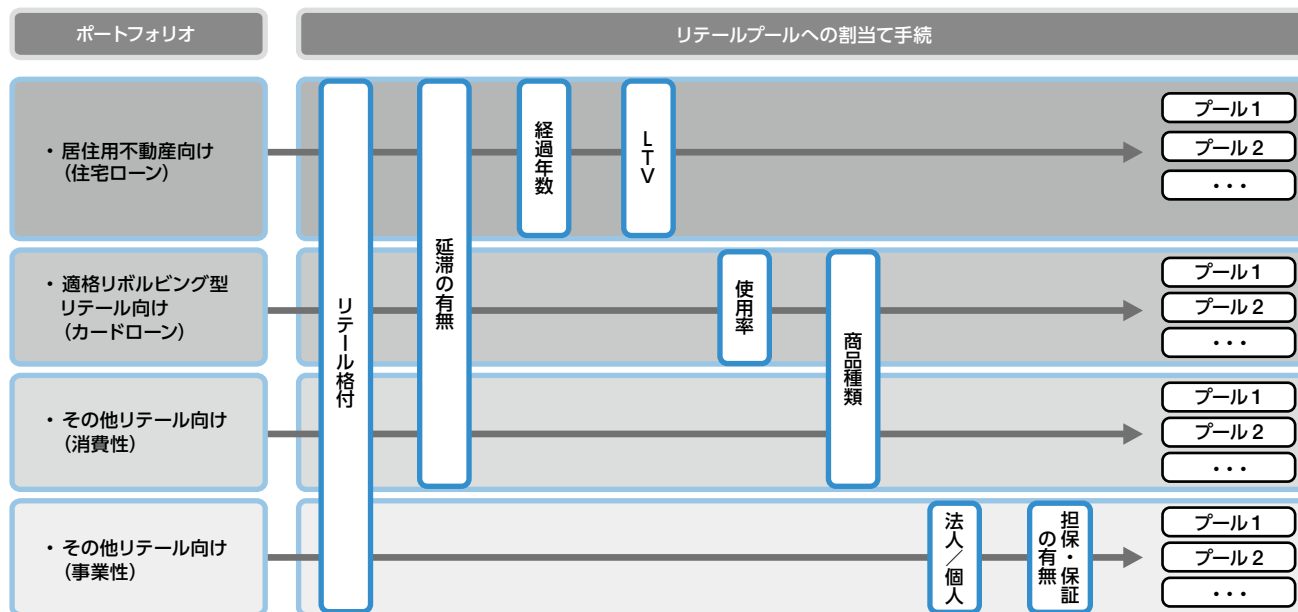 ポートフォリオ
リテールプールへの割当て手続
・ 居住用不動産向け
（住宅ローン）
・ 適格リボルビング型
リテール向け
（カードローン）
・ その他リテール向け
（消費性）
・ その他リテール向け
（事業性）
リテール格付
延滞の有無
経過年数
LTV
使用率
商品種類
法人／個人
担保・保証
の有無
プール1
プール2
・・・
プール1
プール2
・・・
プール1
プール2
・・・
プール1
プール2
・・・